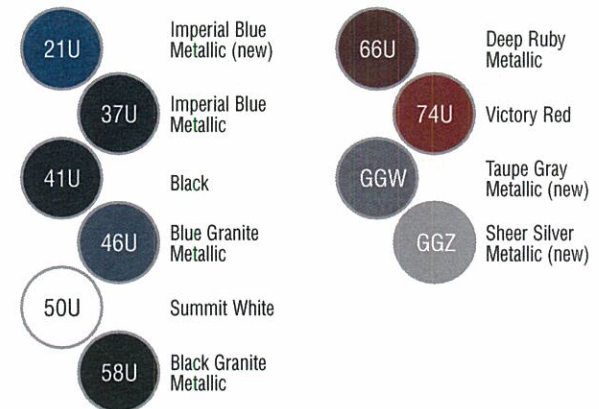 21U
Imperial Blue
Metallic (new)
37U
Imperial Blue
Metallic
41U
Black
46U
Blue Granite
Metallic
50U
Summit White
58U
Black Granite
Metallic
66U
Deep Ruby
Metallic
74U
Victory Red
GGW
Taupe Gray
Metallic (new)
GGZ
Sheer Silver
Metallic (new)